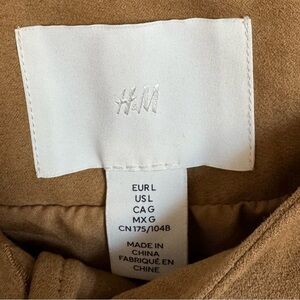 H&M
EUR L
US L
CA G
MX G
CN 175/104B
MADE IN
CHINA
FABRIQUÉ EN
CHINE